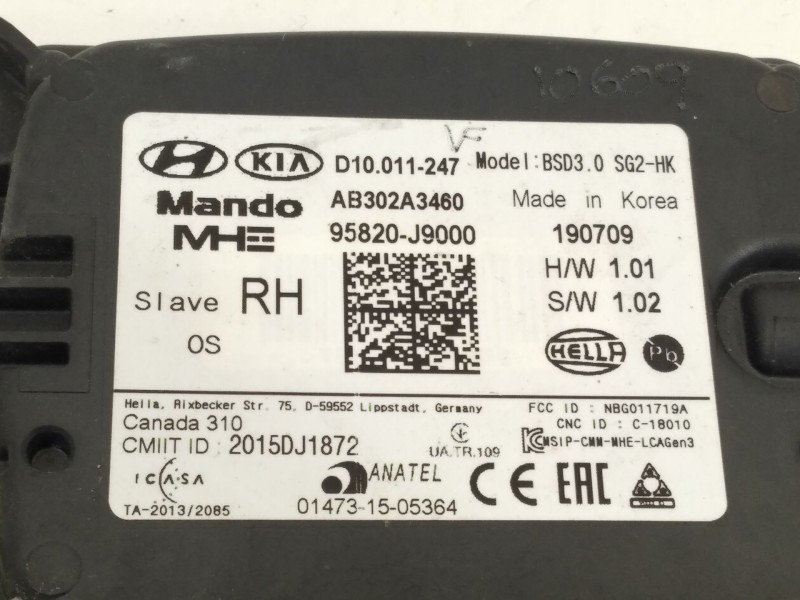 10609
VF
KIA D10.011-247 Model:BSD3.0 SG2-HK
Mando AB302A3460 Made in Korea
MHE 95820-J9000 190709
H/W 1.01
Slave RH S/W 1.02
OS HELLA Pb
Hella, Rixbecker Str. 75, D-59552 Lippstadt, Germany FCC ID : NBG011719A
Canada 310 CNC ID : C-18010
CMIIT ID : 2015DJ1872 UA.TR.109 MSIP-CMM-MHE-LCAGen3
ICASA ANATEL CE EAC
TA-2013/2085 01473-15-05364